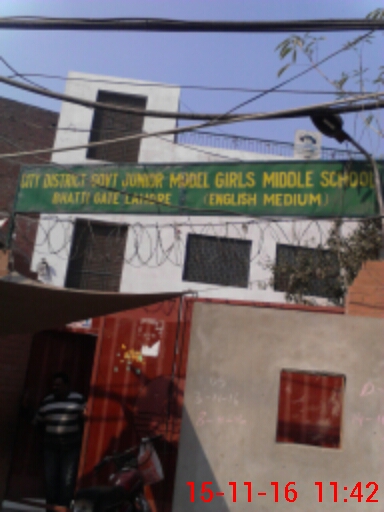 CITY DISTRICT GOVT JUNIOR MODEL GIRLS MIDDLE SCHOOL
BHATTI GATE LAHORE (ENGLISH MEDIUM)
15-11-16 11:42